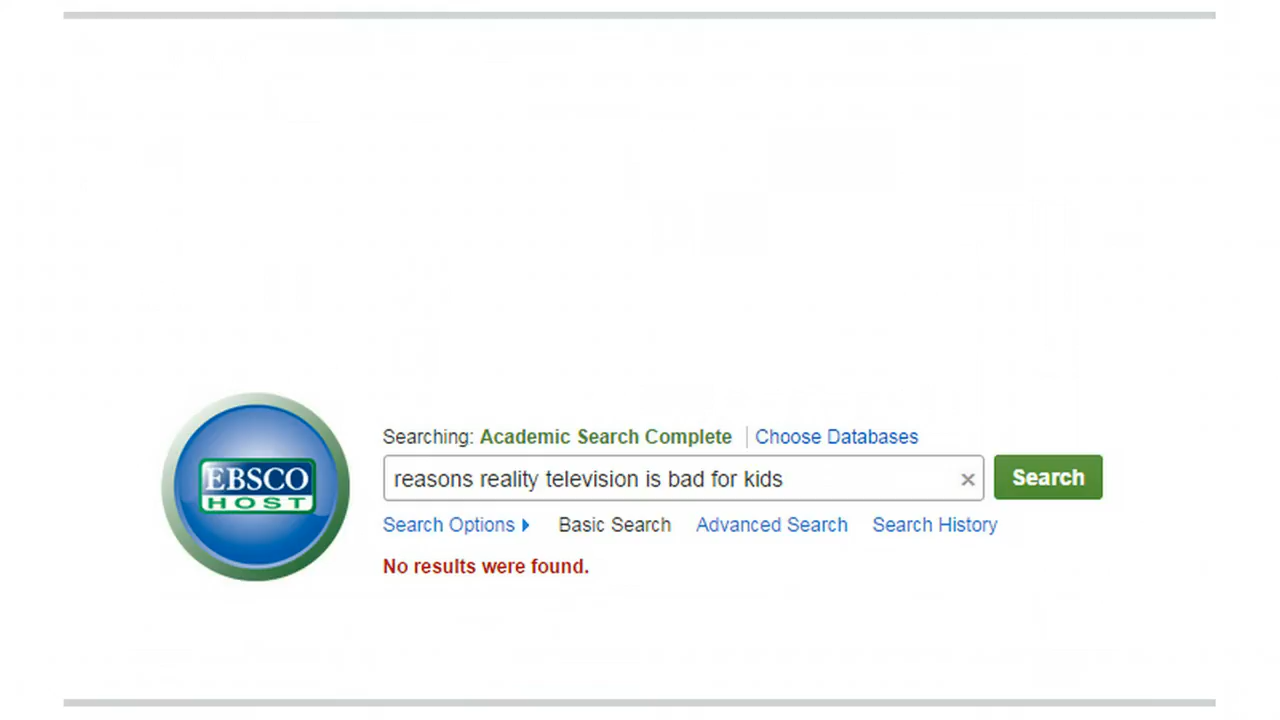 Searching: Academic Search Complete Choose Databases
reasons reality television is bad for kids × Search
Search Options Basic Search Advanced Search Search History
No results were found.
EBSCO
HOST